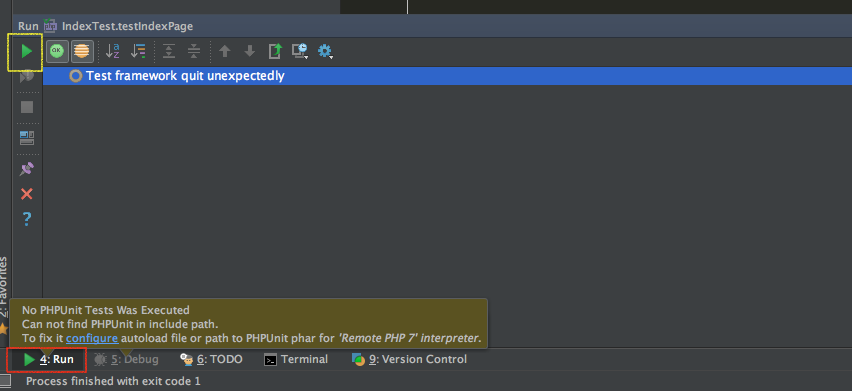 Run IndexTest.testIndexPage
OK
a
z
Test framework quit unexpectedly
?
2: Favorites
No PHPUnit Tests Was Executed
Can not find PHPUnit in include path.
To fix it configure autoload file or path to PHPUnit phar for 'Remote PHP 7' interpreter.
4: Run 5: Debug 6: TODO Terminal 9: Version Control
Process finished with exit code 1